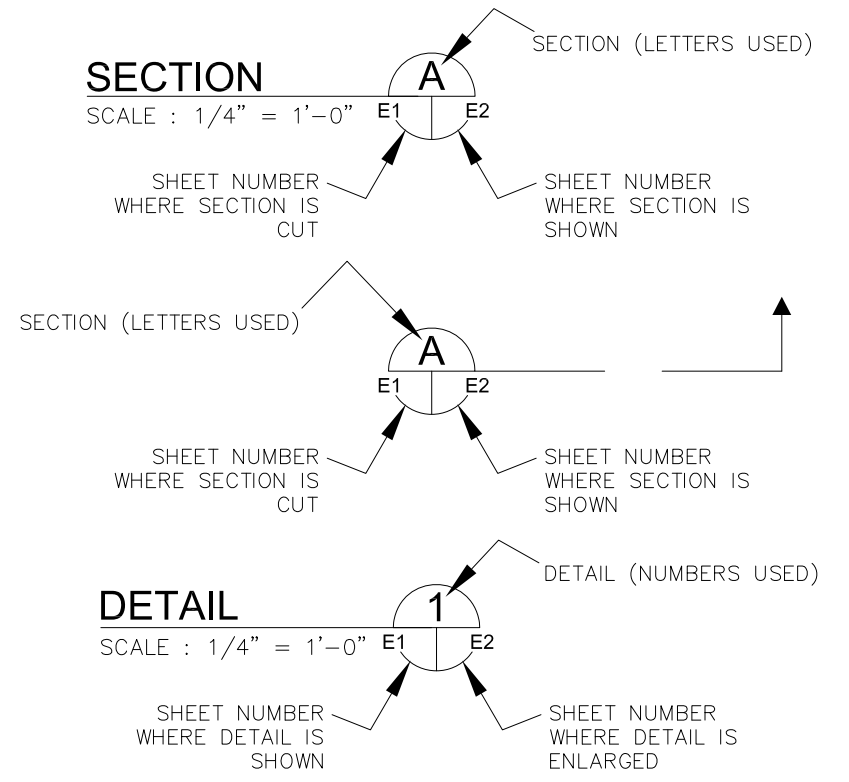 SECTION (LETTERS USED)
SECTION
A
SCALE : 1/4" = 1'-0"
E1
E2
SHEET NUMBER
WHERE SECTION IS
CUT
SHEET NUMBER
WHERE SECTION IS
SHOWN
SECTION (LETTERS USED)
A
E1
E2
SHEET NUMBER
WHERE SECTION IS
CUT
SHEET NUMBER
WHERE SECTION IS
SHOWN
DETAIL (NUMBERS USED)
DETAIL
1
SCALE : 1/4" = 1'-0"
E1
E2
SHEET NUMBER
WHERE DETAIL IS
SHOWN
SHEET NUMBER
WHERE DETAIL IS
ENLARGED